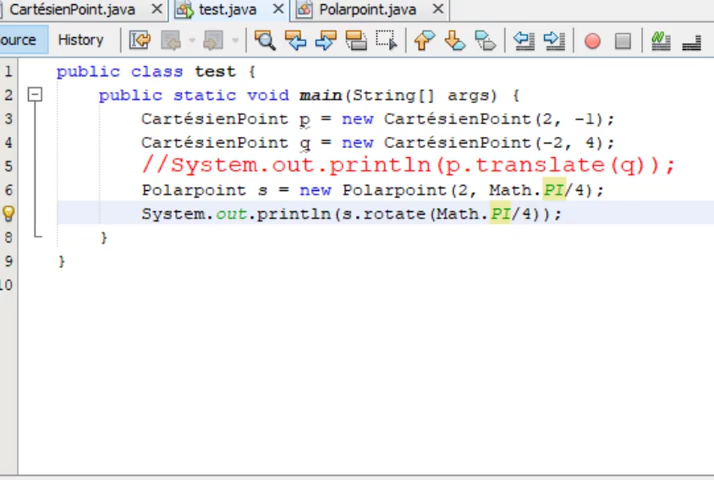 CartésienPoint.java test.java Polarpoint.java
ource History
1 public class test {
2 public static void main(String[] args) {
3 CartésienPoint p = new CartésienPoint(2, -1);
4 CartésienPoint q = new CartésienPoint(-2, 4);
5 //System.out.println(p.translate(q));
6 Polarpoint s = new Polarpoint(2, Math.PI/4);
System.out.println(s.rotate(Math.PI/4));
8 }
9 }
10